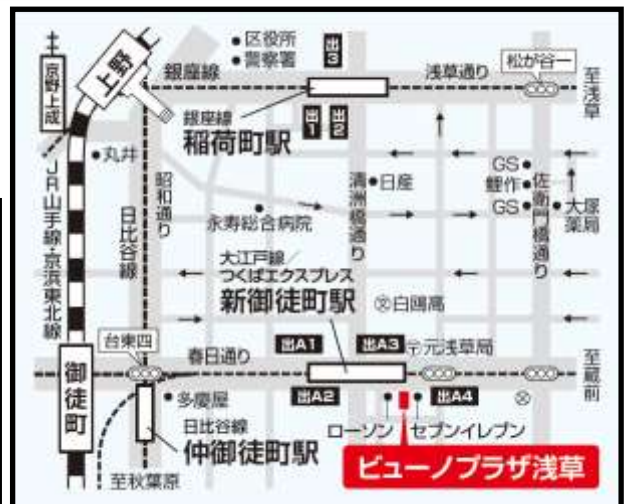 区役所
警察署
出3
松が谷一
京成上野
上野
銀座線
浅草通り
至浅草
銀座線
稲荷町駅
出1
出2
丸井
JR山手線・京浜東北線
日比谷線
昭和通り
清洲橋通り
日産
GS
鯉作
GS
佐衛門橋通り
大塚薬局
永寿総合病院
大江戸線／
つくばエクスプレス
新御徒町駅
文白鴎高
台東四
春日通り
出A1
出A3
〒元浅草局
至蔵前
御徒町
多慶屋
出A2
出A4
日比谷線
仲御徒町駅
ローソン
セブンイレブン
至秋葉原
ビューノプラザ浅草